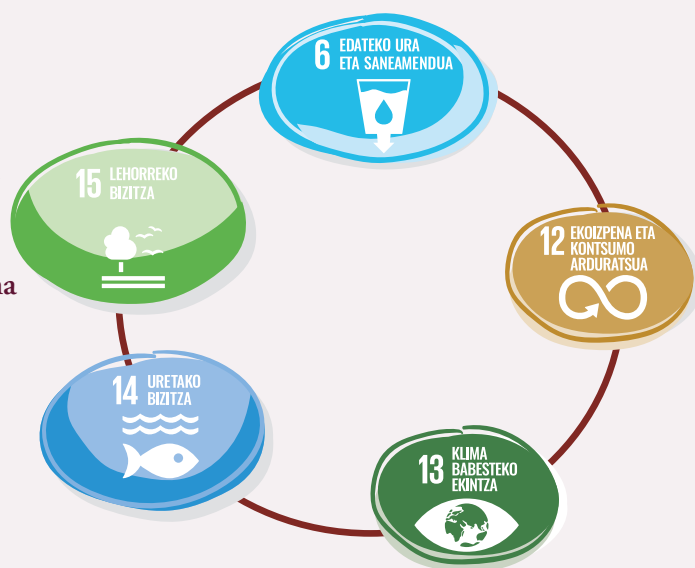 6 EDATEKO URA
ETA SANEAMENDUA
15 LEHORREKO
BIZITZA
12 EKOIZPENA ETA
KONTSUMO
ARDURATSUA
14 URETAKO
BIZITZA
13 KLIMA
BABESTEKO
EKINTZA